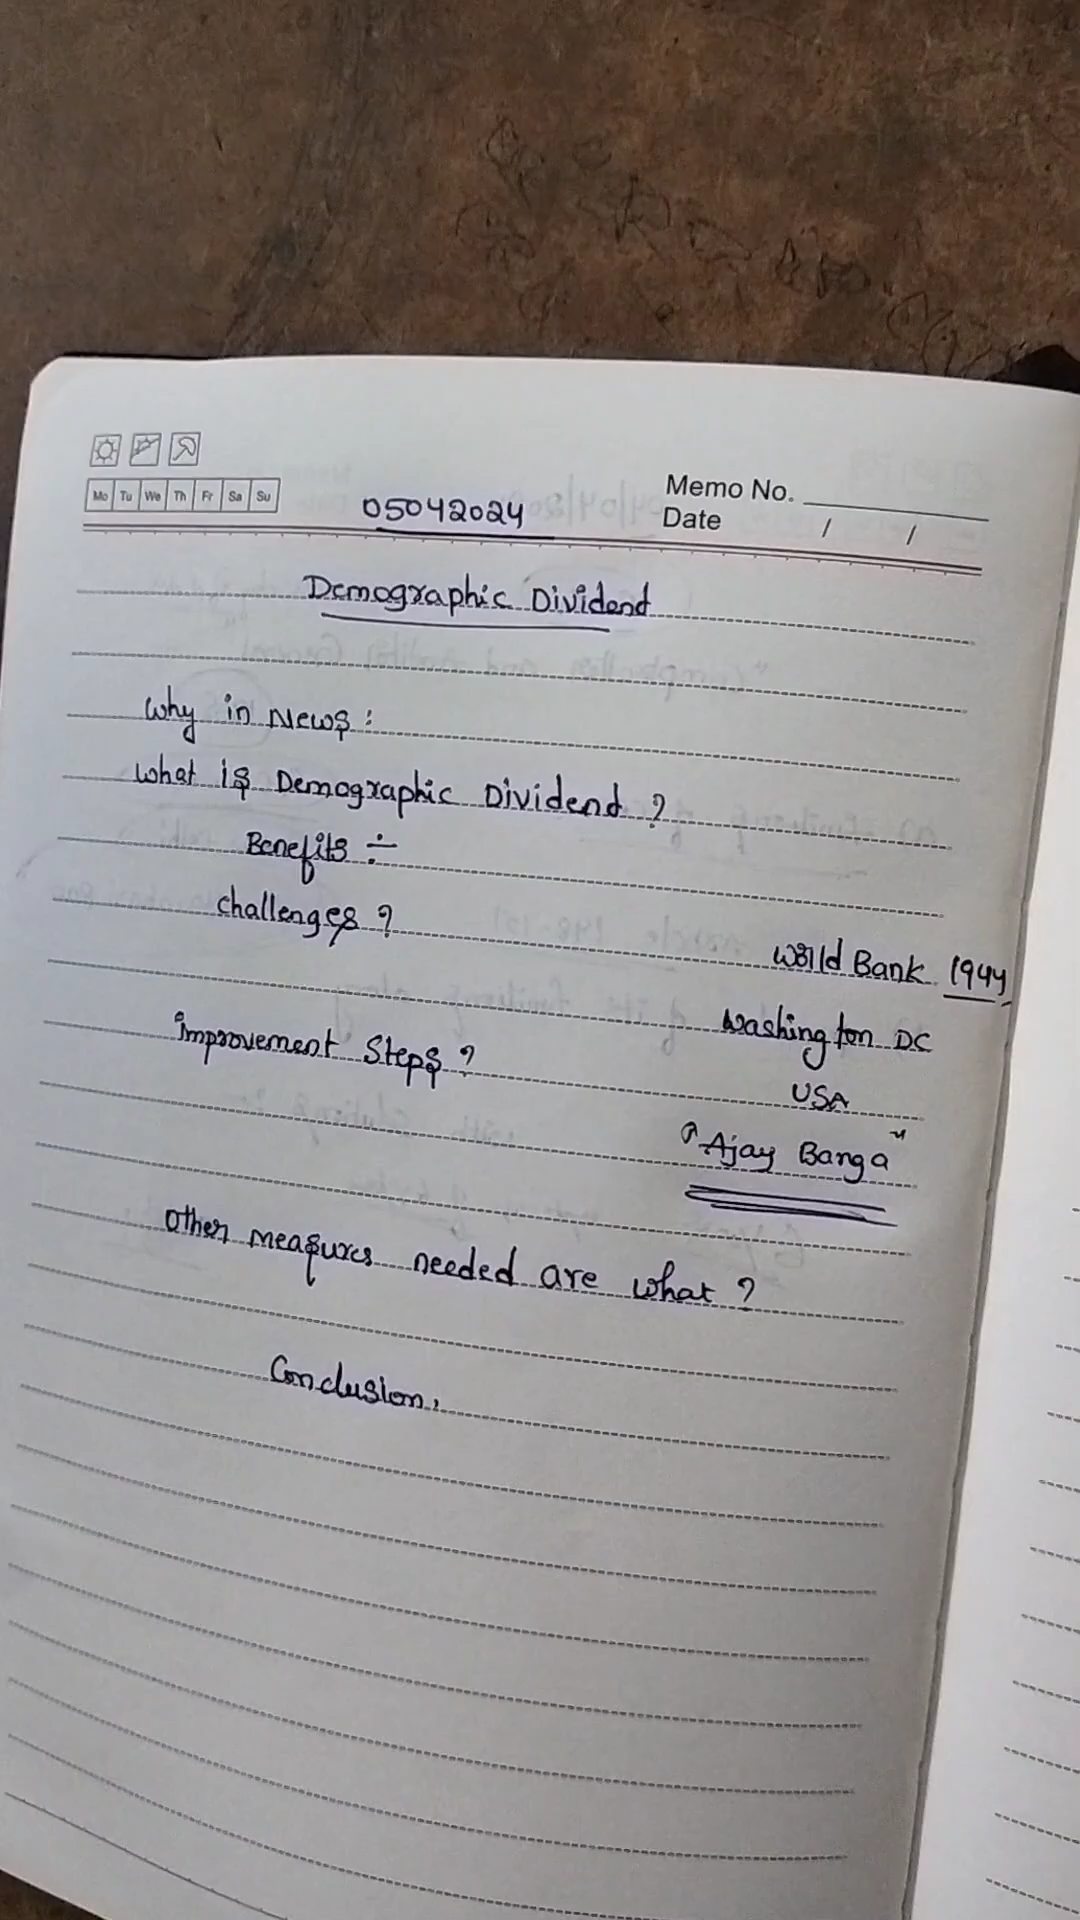 Mo Tu We Th Fr Sa Su
05042024
Memo No.
Date / /
Demographic Dividend
Why in News:
What is Demographic Dividend ?
Benefits ÷
challenges ?
World Bank 1944
Washington DC
USA
Improvement Steps ?
"Ajay Banga"
Other measures needed are what ?
Conclusion.